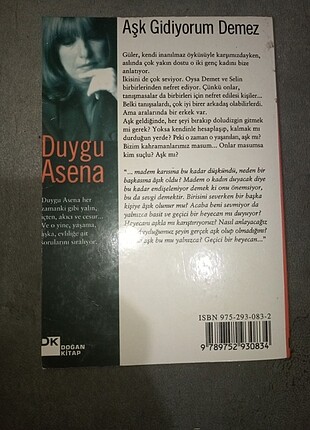 Aşk Gidiyorum Demez
Güler, kendi inanılmaz öyküsüyle karşımızdayken,
aslında çok yakın dostu o iki genç kadını bize
anlatıyor.
İkisini de çok seviyor. Oysa Demet ve Selin
birbirlerinden nefret ediyor. Çünkü onlar,
tanışmasalar da birbirleri için nefret edilesi kişiler...
Belki tanışsalardı, çok iyi birer arkadaş olabilirlerdi.
Ama aralarında bir erkek var.
Aşk geldiğinde, her şeyi bırakıp doludizgin gitmek
mi gerek? Yoksa kendinle hesaplaşıp, kalmak mı
durduğun yerde? Peki o zaman o yaşanılan, aşk mı?
Bizim kahramanlarımız masum... Onlar masumsa
kim suçlu? Aşk mı?
"... madem karısına bu kadar düşkündü, neden bir
başkasına âşık oldu? Madem o kadını duyacak diye
bu kadar endişeleniyor demek ki onu önemsiyor,
bu da sevgi demektir. Birisini severken bir başka
kişiye âşık olunur mu? Acaba beni sevmiyor da
yalnızca basit ve geçici bir heyecan mı duyuyor?
Heyecanı aşkla mı karıştırıyoruz? Nasıl anlayacağız
duyduğumuz şeyin gerçek aşk olup olmadığını?
aşk bu mu yalnızca? Geçici bir heyecan..."
Duygu
Asena
Duygu Asena her
zamanki gibi yalın,
içten, akıcı ve cesur...
Ve o yine, yaşama,
aşka, evliliğe ait
sorularını sıralıyor.
DK
DOĞAN
KİTAP
ISBN 975-293-083-2
9 789752 930834